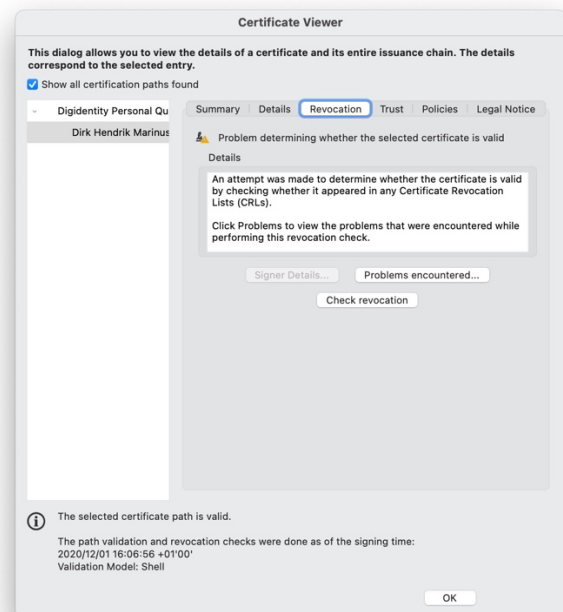 Certificate Viewer
This dialog allows you to view the details of a certificate and its entire issuance chain. The details
correspond to the selected entry.
Show all certification paths found
Digidentity Personal Qu
Dirk Hendrik Marinus
Summary Details Revocation Trust Policies Legal Notice
Problem determining whether the selected certificate is valid
Details
An attempt was made to determine whether the certificate is valid
by checking whether it appeared in any Certificate Revocation
Lists (CRLs).
Click Problems to view the problems that were encountered while
performing this revocation check.
Signer Details... Problems encountered...
Check revocation
The selected certificate path is valid.
The path validation and revocation checks were done as of the signing time:
2020/12/01 16:06:56 +01'00'
Validation Model: Shell
OK